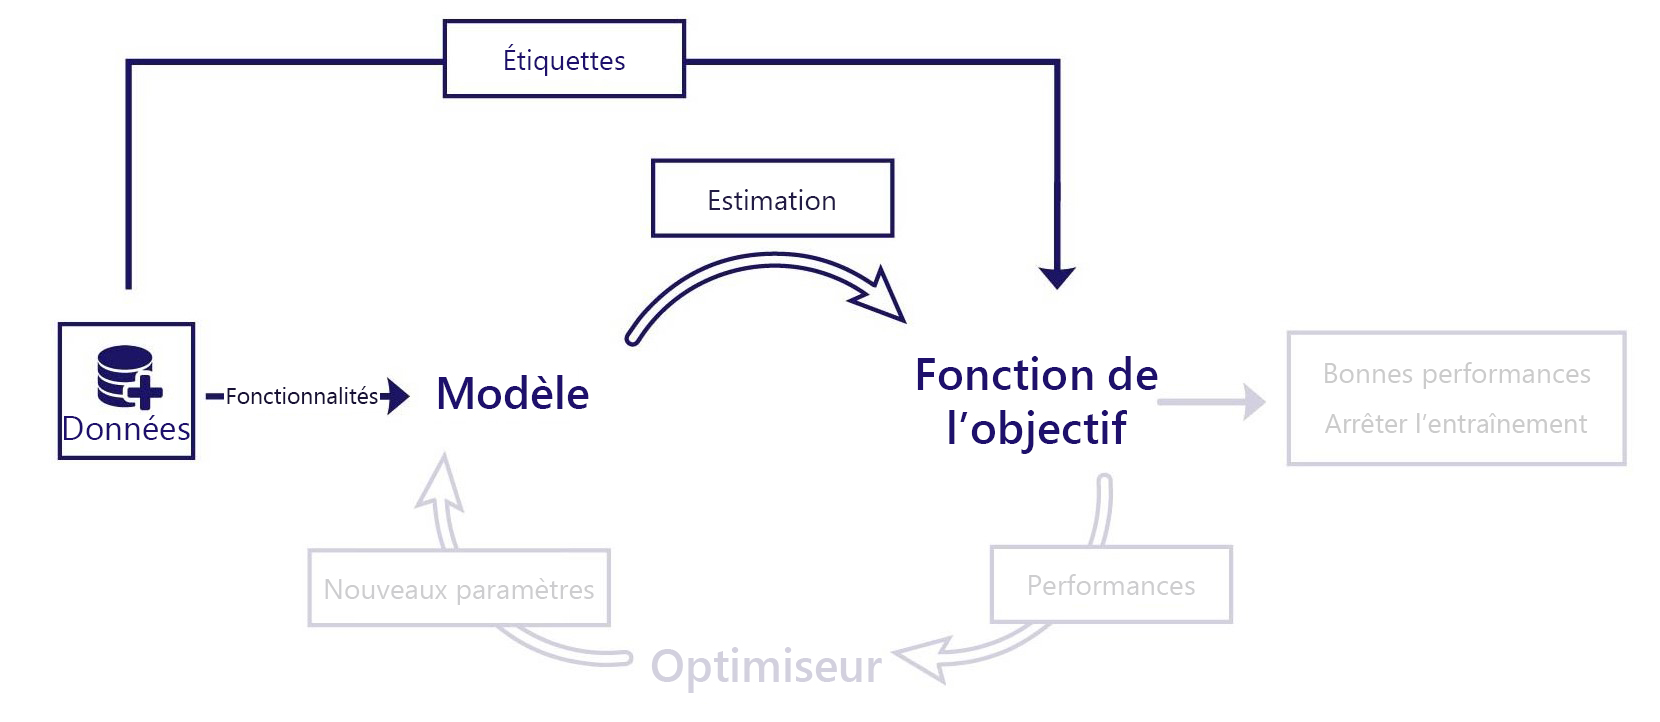 Étiquettes
Estimation
Données
Fonctionnalités
Modèle
Fonction de
l’objectif
Bonnes performances
Arrêter l’entraînement
Nouveaux paramètres
Performances
Optimiseur